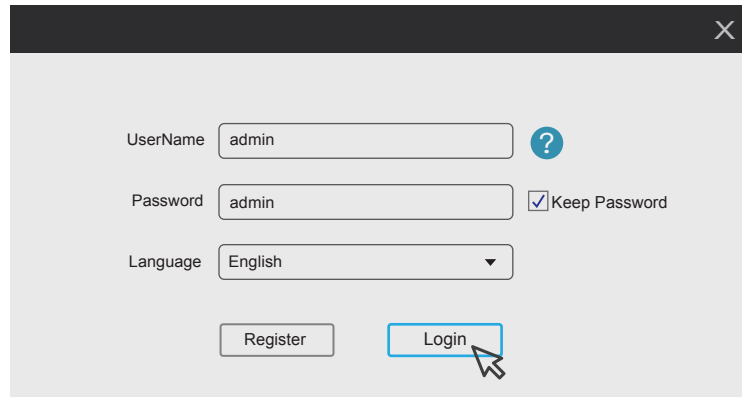 X
UserName admin ?
Password admin Keep Password
Language English
Register Login